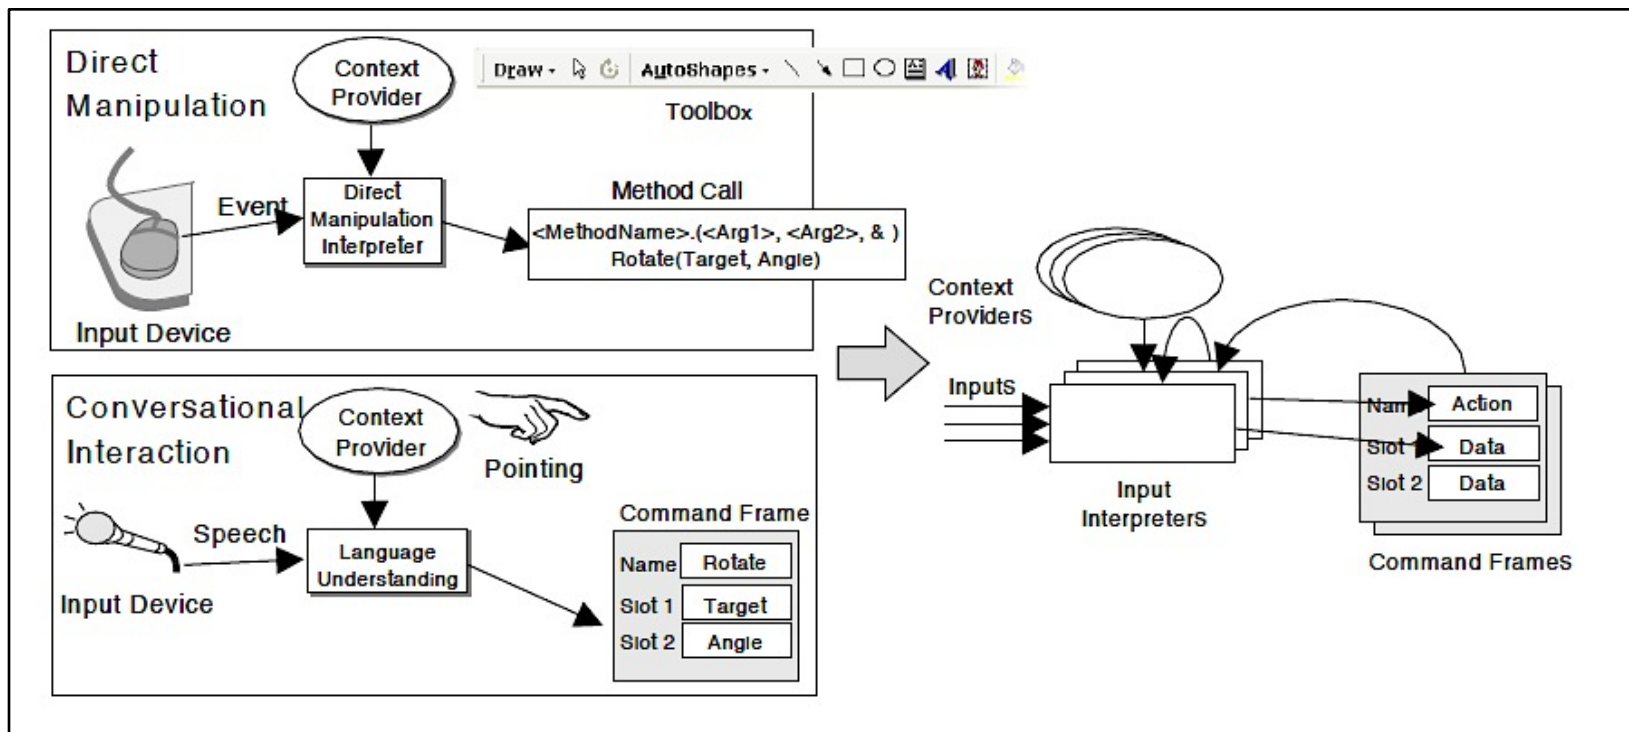 Direct
Manipulation
Context
Provider
Draw
AutoShapes
Toolbox
Event
Direct
Manipulation
Interpreter
Method Call
<MethodName>.(<Arg1>, <Arg2>, & )
Rotate(Target, Angle)
Input Device
Conversational
Interaction
Context
Provider
Pointing
Speech
Language
Understanding
Input Device
Command Frame
Name Rotate
Slot 1 Target
Slot 2 Angle
Context
Providers
Inputs
Input
Interpreters
Nam Action
Slot 1 Data
Slot 2 Data
Command Frames